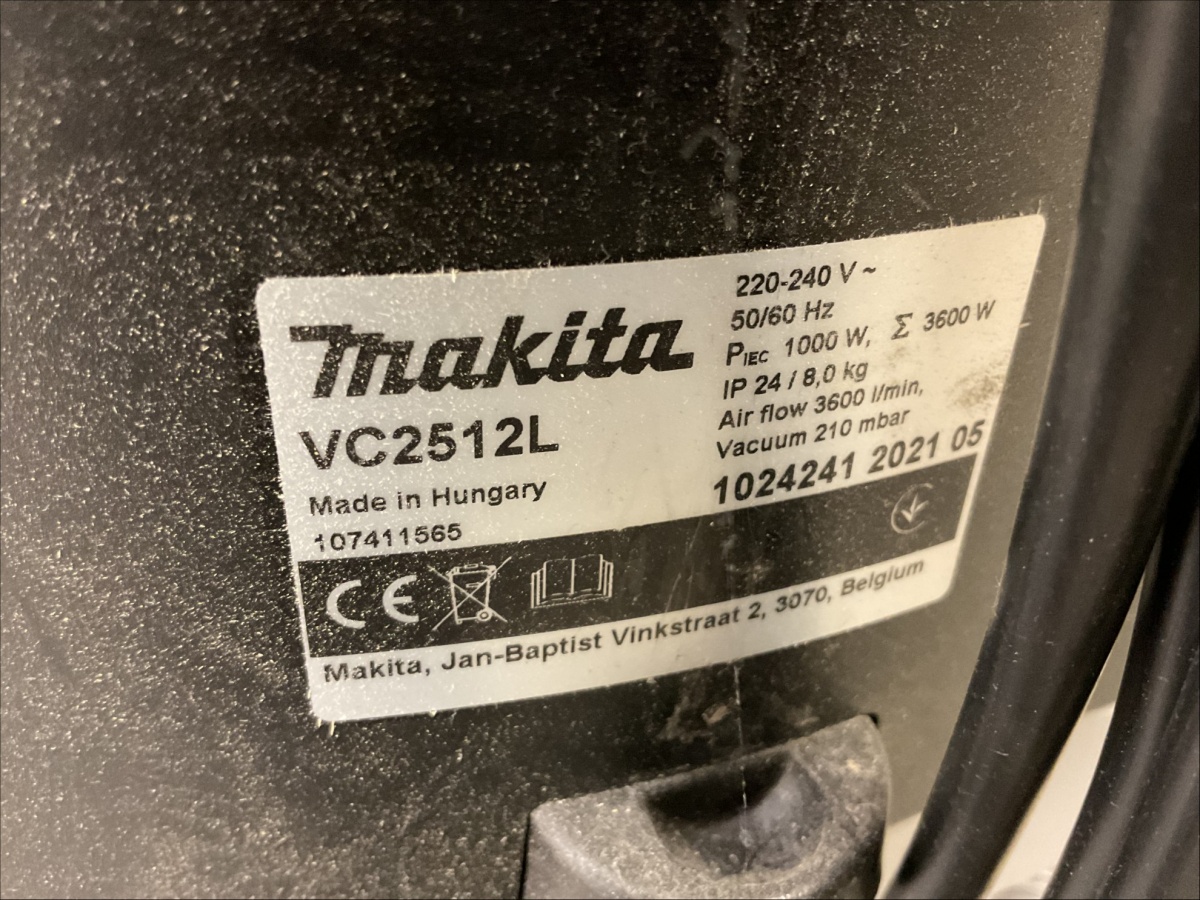 Makita
VC2512L
Made in Hungary
107411565
220-240 V ~
50/60 Hz
PIEC 1000 W, Σ 3600 W
IP 24 / 8,0 kg
Air flow 3600 l/min,
Vacuum 210 mbar
1024241 2021 05
CE
Makita, Jan-Baptist Vinkstraat 2, 3070, Belgium